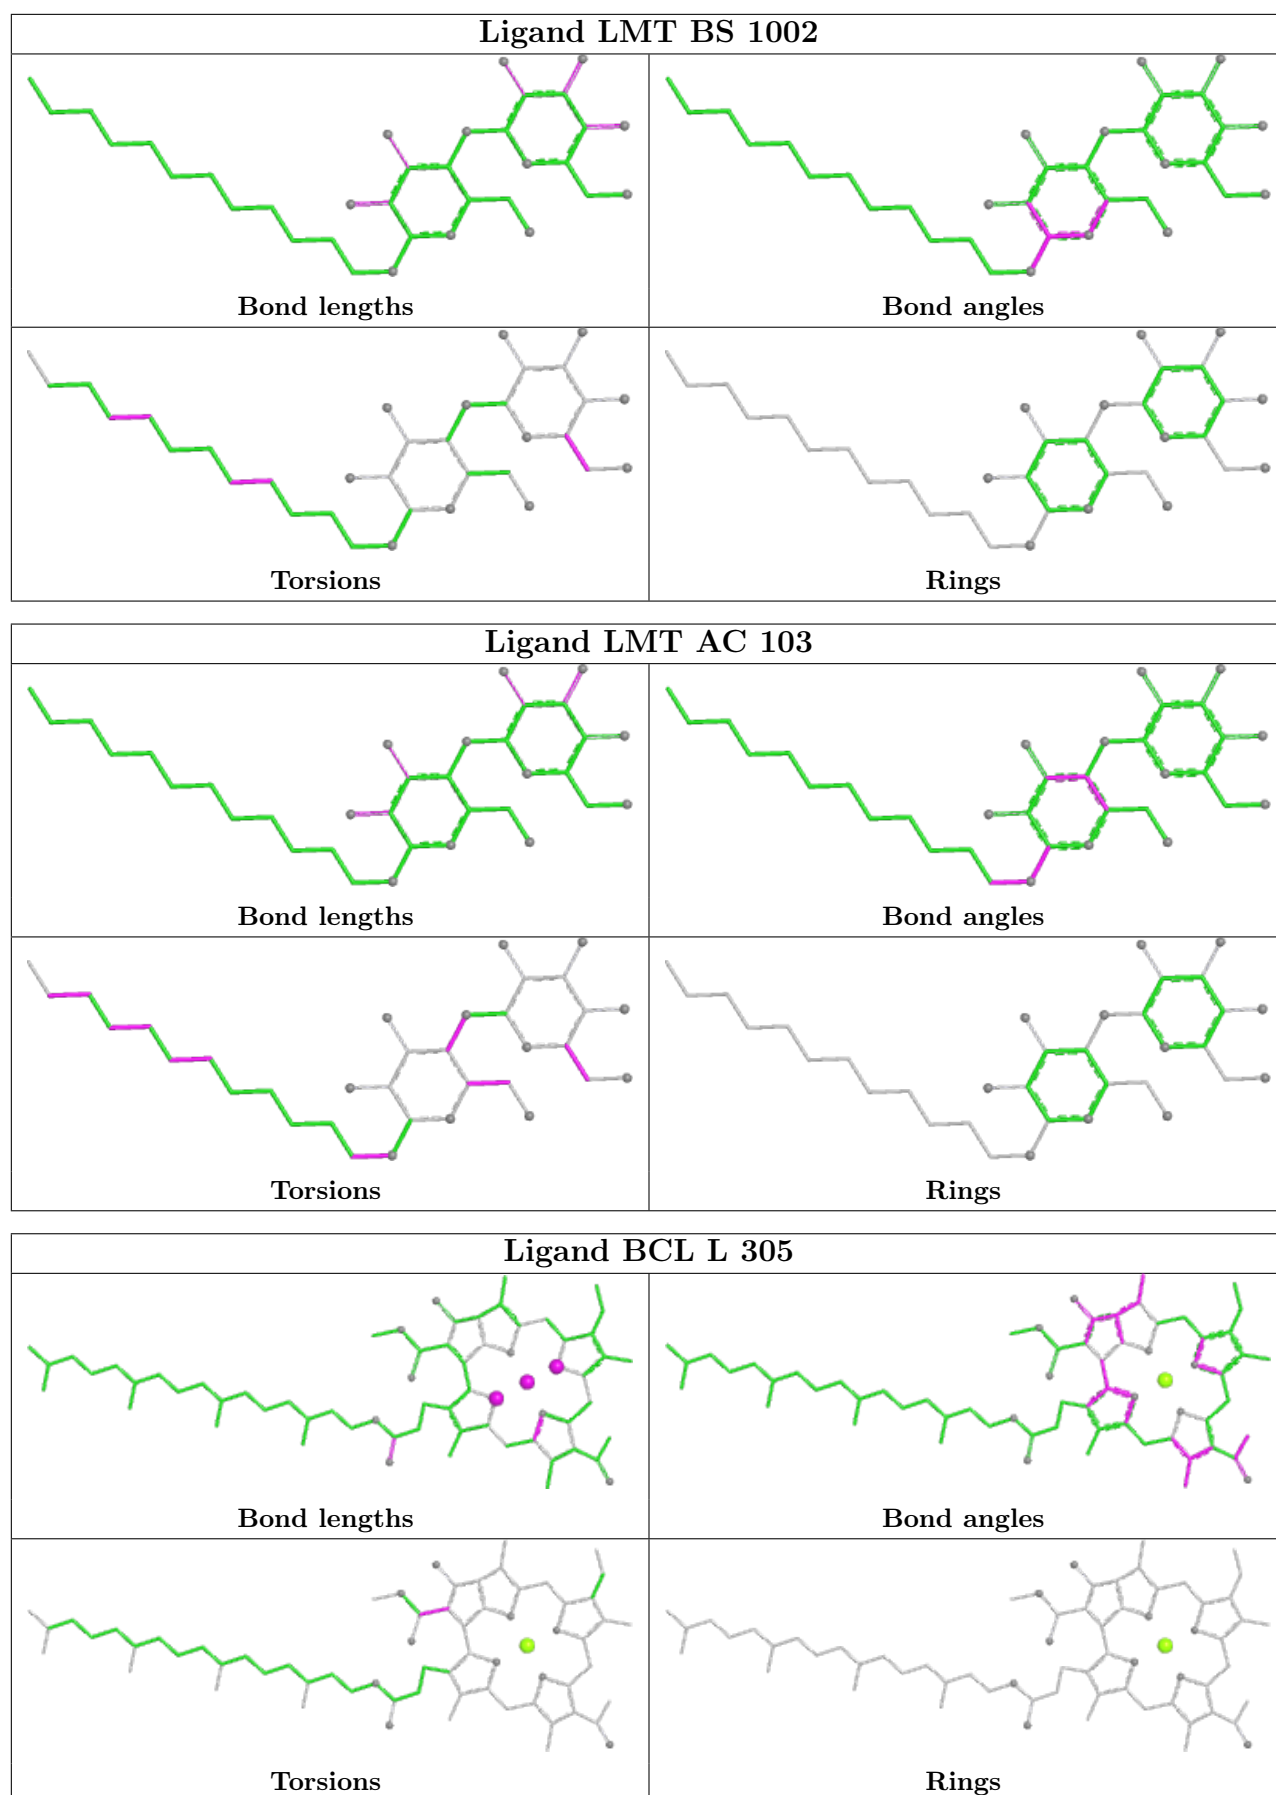 Ligand LMT BS 1002
Bond lengths
Bond angles
Torsions
Rings
Ligand LMT AC 103
Bond lengths
Bond angles
Torsions
Rings
Ligand BCL L 305
Bond lengths
Bond angles
Torsions
Rings